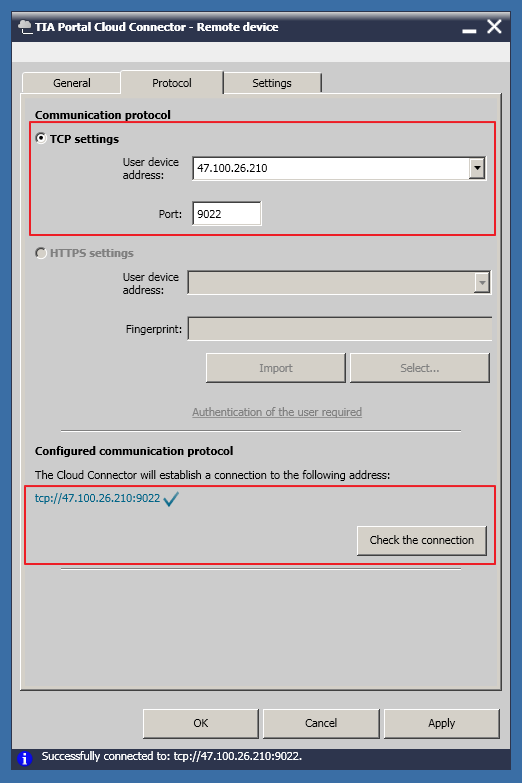 TIA Portal Cloud Connector - Remote device
General Protocol Settings
Communication protocol
TCP settings
User device
address:
47.100.26.210
Port: 9022
HTTPS settings
User device
address:
Fingerprint:
Import Select...
Authentication of the user required
Configured communication protocol
The Cloud Connector will establish a connection to the following address:
tcp://47.100.26.210:9022
Check the connection
OK Cancel Apply
Successfully connected to: tcp://47.100.26.210:9022.